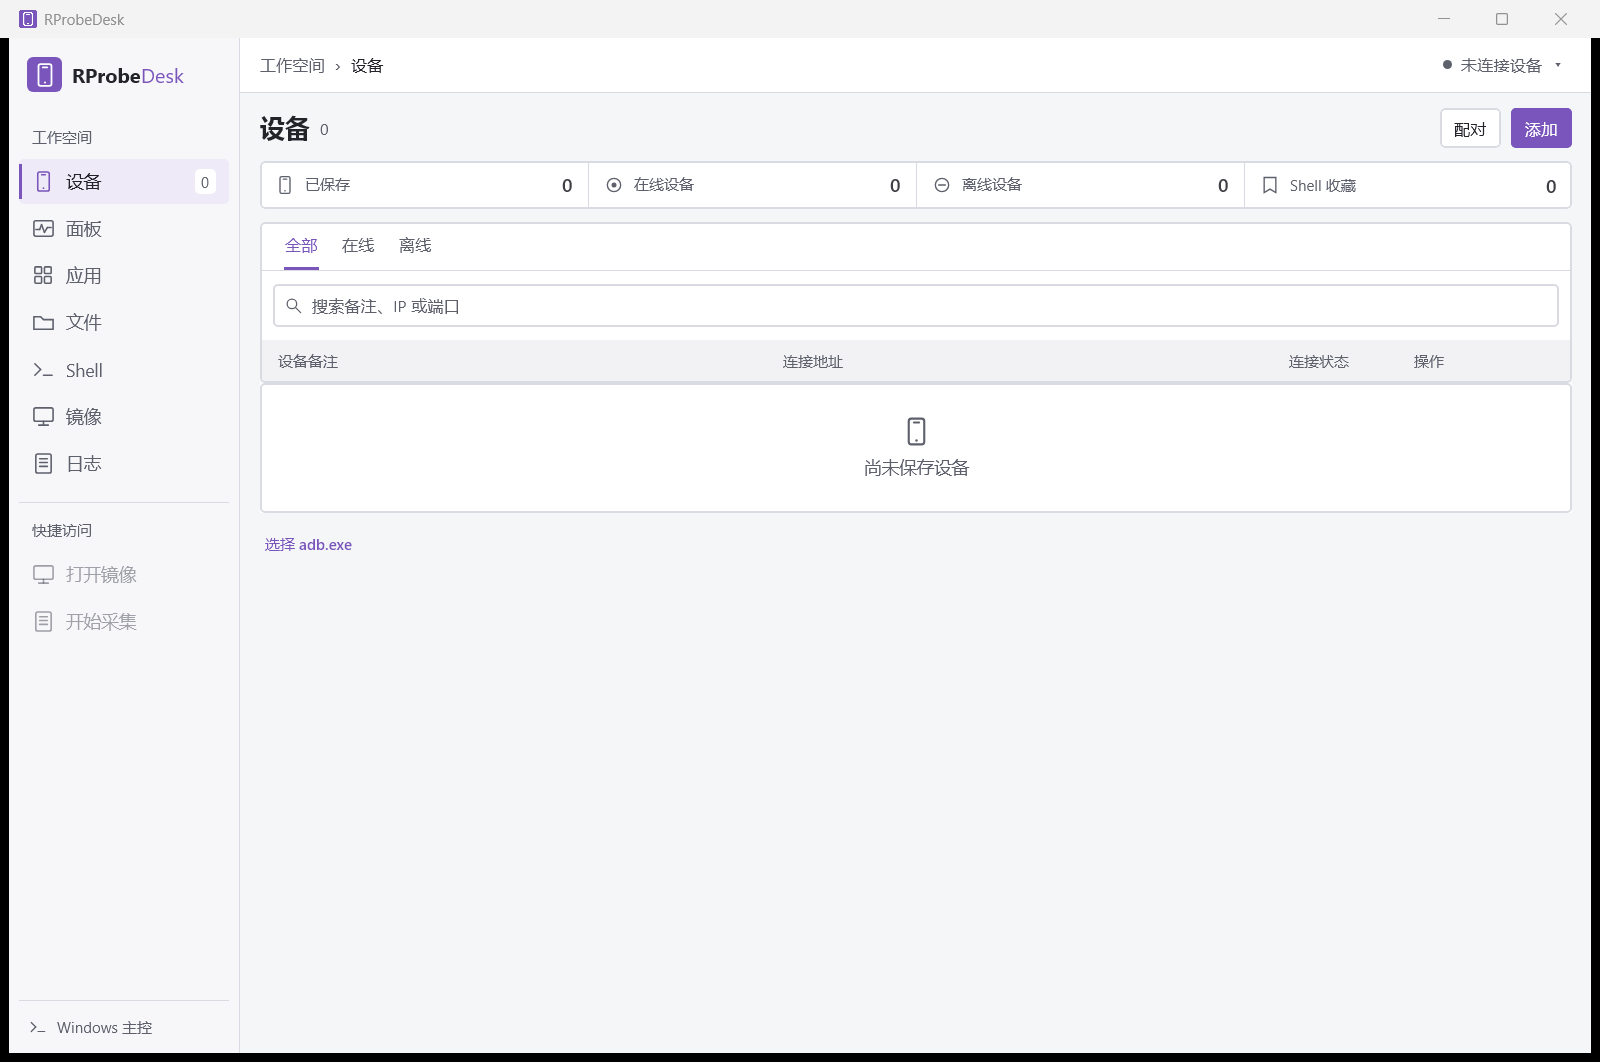 RProbeDesk
RProbeDesk
工作空间
设备 0
面板
应用
文件
Shell
镜像
日志
快捷访问
打开镜像
开始采集
Windows 主控
工作空间 › 设备
未连接设备
设备 0
配对
添加
已保存 0
在线设备 0
离线设备 0
Shell 收藏 0
全部 在线 离线
搜索备注、IP 或端口
设备备注 连接地址 连接状态 操作
尚未保存设备
选择 adb.exe